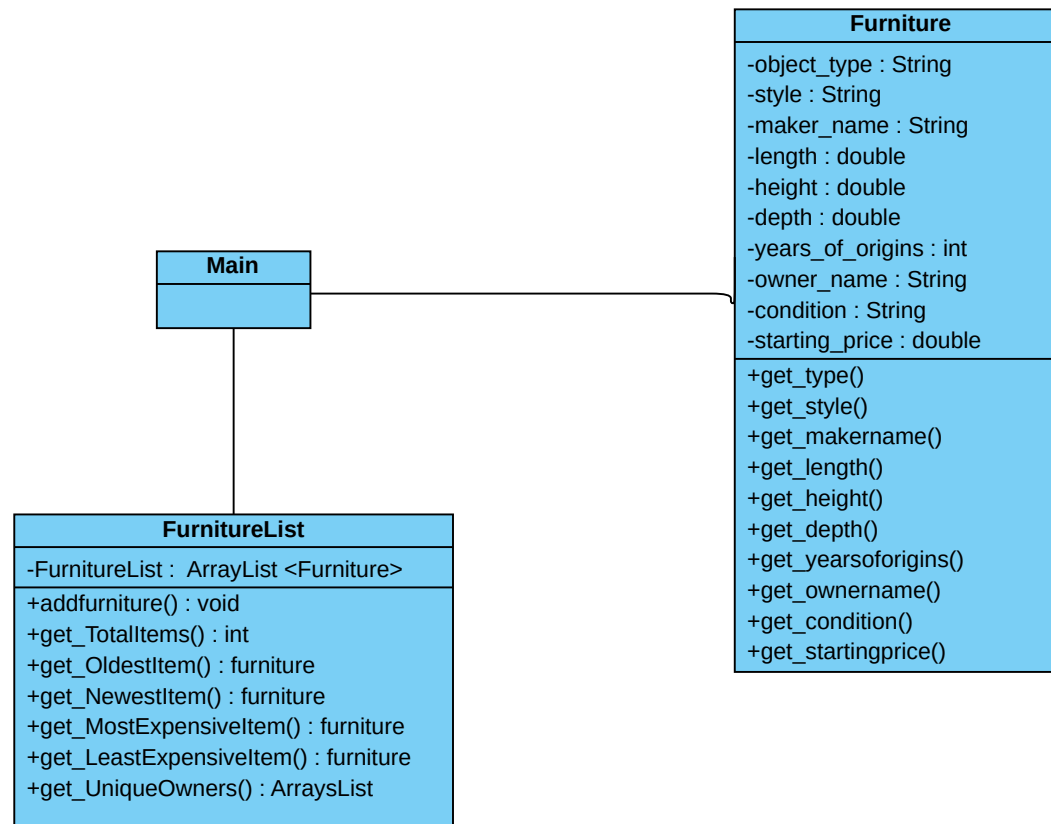 Furniture
-object_type : String
-style : String
-maker_name : String
-length : double
-height : double
-depth : double
-years_of_origins : int
-owner_name : String
-condition : String
-starting_price : double
+get_type()
+get_style()
+get_makername()
+get_length()
+get_height()
+get_depth()
+get_yearsoforigins()
+get_ownername()
+get_condition()
+get_startingprice()
Main
FurnitureList
-FurnitureList :  ArrayList <Furniture>
+addfurniture() : void
+get_TotalItems() : int
+get_OldestItem() : furniture
+get_NewestItem() : furniture
+get_MostExpensiveItem() : furniture
+get_LeastExpensiveItem() : furniture
+get_UniqueOwners() : ArraysList